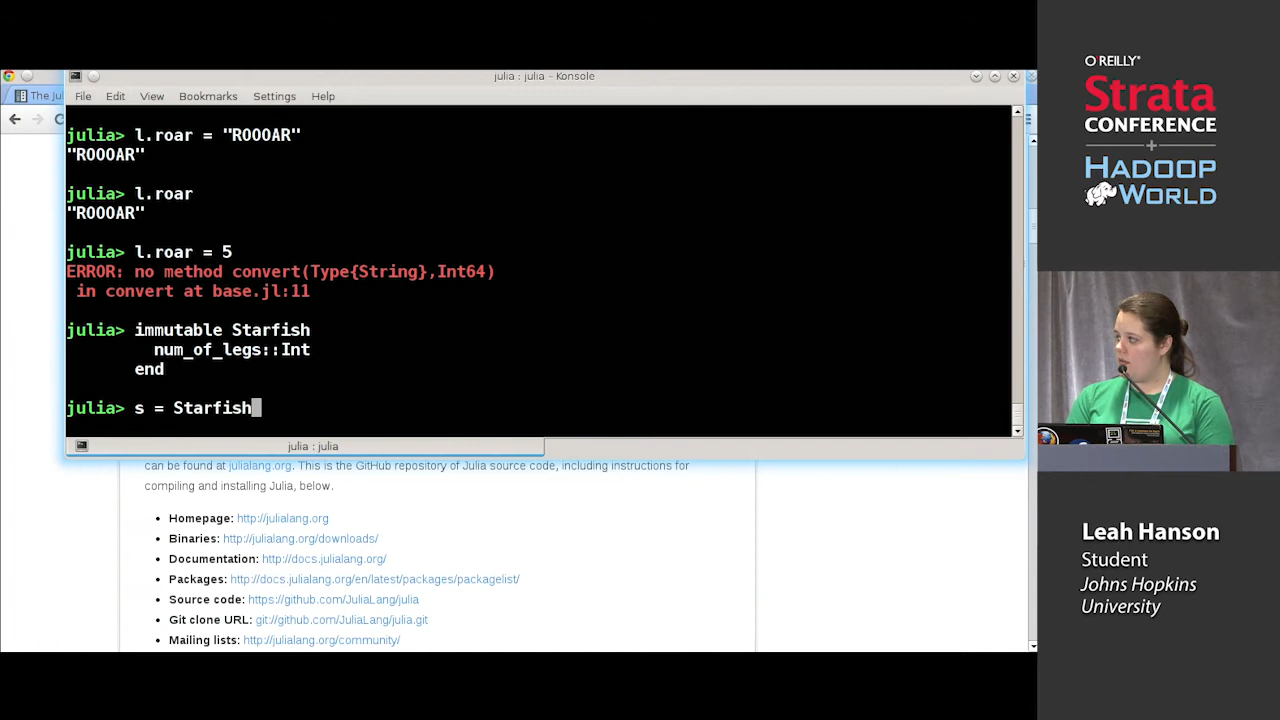 julia : julia – Konsole
The Jul
File Edit View Bookmarks Settings Help
julia> l.roar = "ROOOAR"
"ROOOAR"
julia> l.roar
"ROOOAR"
julia> l.roar = 5
ERROR: no method convert(Type{String},Int64)
in convert at base.jl:11
julia> immutable Starfish
num_of_legs::Int
end
julia> s = Starfish
julia : julia
can be found at julialang.org. This is the GitHub repository of Julia source code, including instructions for
compiling and installing Julia, below.
• Homepage: http://julialang.org
• Binaries: http://julialang.org/downloads/
• Documentation: http://docs.julialang.org/
• Packages: http://docs.julialang.org/en/latest/packages/packagelist/
• Source code: https://github.com/JuliaLang/julia
• Git clone URL: git://github.com/JuliaLang/julia.git
• Mailing lists: http://julialang.org/community/
O REILLY®
Strata
CONFERENCE
+
HADOOP
WORLD
Leah Hanson
Student
Johns Hopkins
University